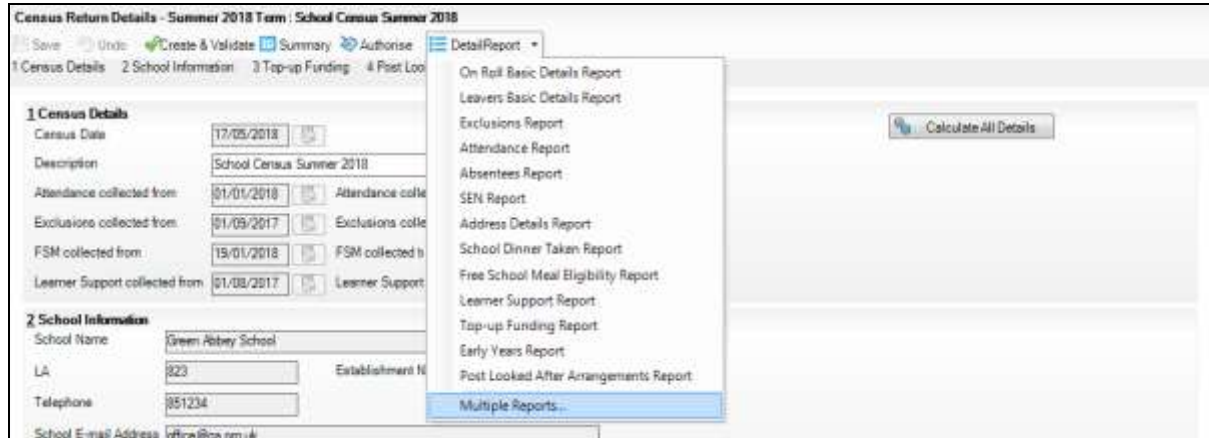 Census Return Details - Summer 2018 Term : School Census Summer 2018
Save Undo Create & Validate Summary Authorise DetailReport
1 Census Details 2 School Information 3 Top-up Funding 4 Post Loo
On Roll Basic Details Report
Leavers Basic Details Report
Exclusions Report
Attendance Report
Absentees Report
SEN Report
Address Details Report
School Dinner Taken Report
Free School Meal Eligibility Report
Learner Support Report
Top-up Funding Report
Early Years Report
Post Looked After Arrangements Report
Multiple Reports...
1 Census Details
Census Date 17/05/2018
Calculate All Details
Description School Census Summer 2018
Attendance collected from 01/01/2018 Attendance colle
Exclusions collected from 01/09/2017 Exclusions colle
FSM collected from 19/01/2018 FSM collected t
Learner Support collected from 01/08/2017 Learner Support
2 School Information
School Name Green Abbey School
LA 823 Establishment N
Telephone 851234
School E-mail Address office@ga.org.uk